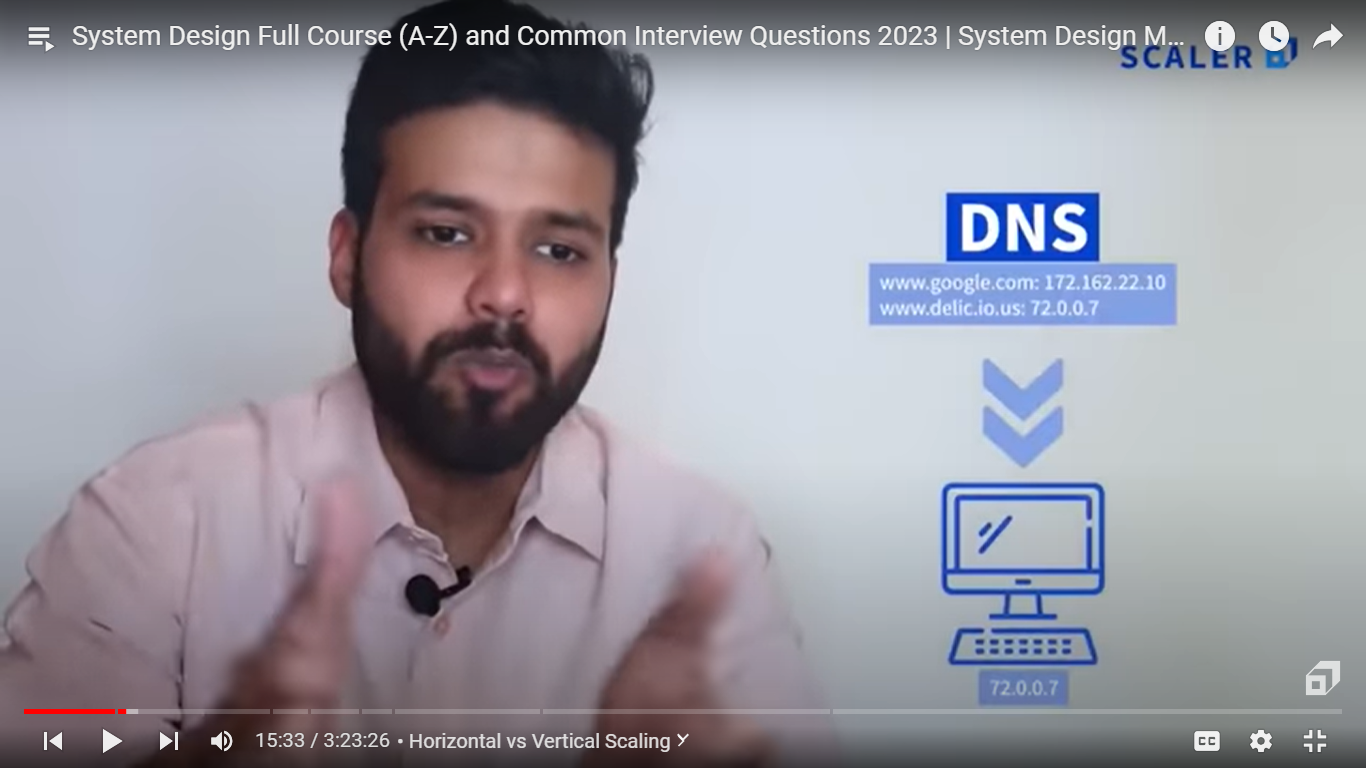 System Design Full Course (A-Z) and Common Interview Questions 2023 | System Design M...
SCALER
DNS
www.google.com: 172.162.22.10
www.delic.io.us: 72.0.0.7
72.0.0.7
15:33 / 3:23:26 • Horizontal vs Vertical Scaling
CC